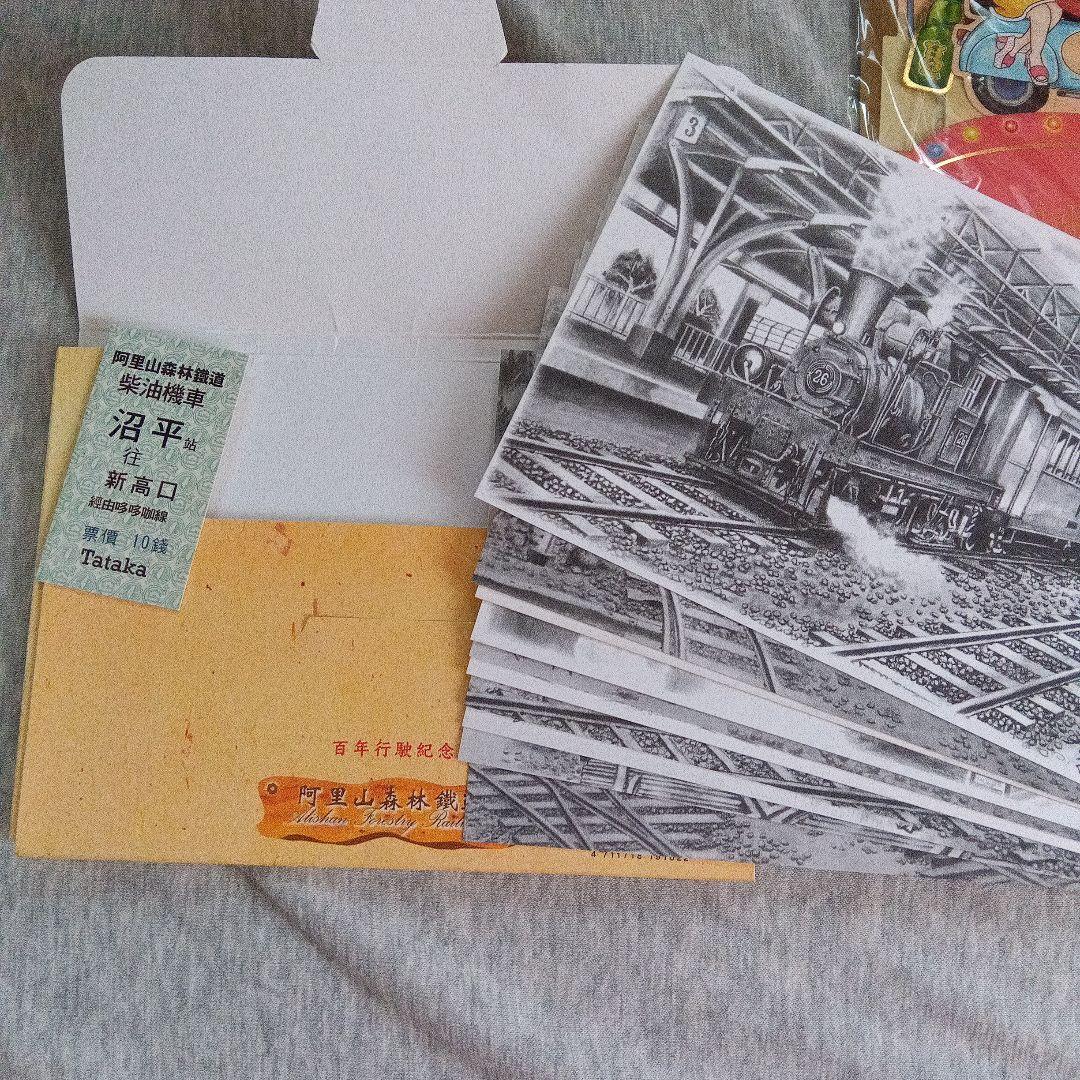 阿里山森林鐵道
柴油機車
沼平站
往
新高口
經由哆哆咖線
票價 10錢
Tataka
百年行駛紀念
阿里山森林鐵
Alishan Forestry Rail
3
26